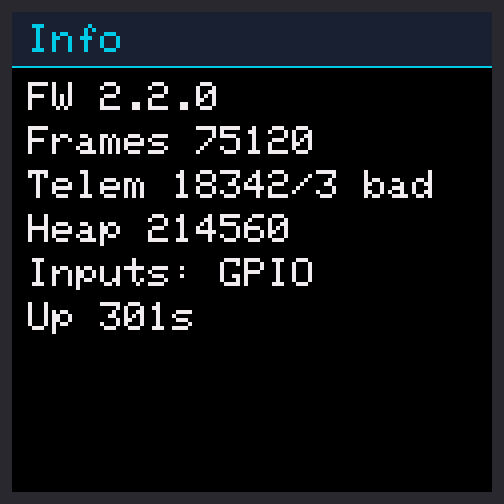 Info
FW 2.2.0
Frames 75120
Telem 18342/3 bad
Heap 214560
Inputs: GPIO
Up 301s